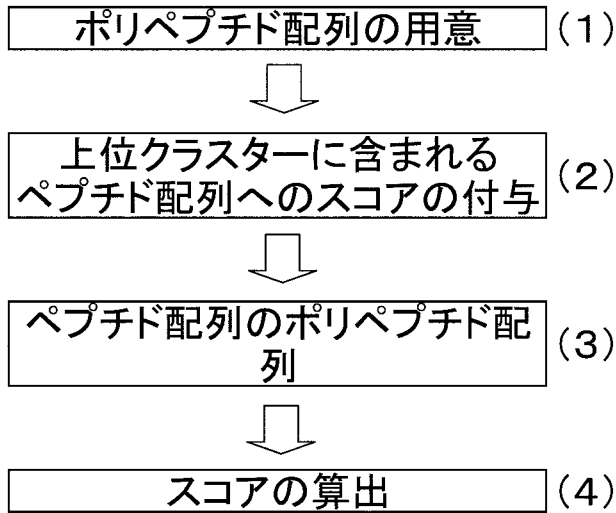 ポリペプチド配列の用意 (1)
上位クラスターに含まれる
ペプチド配列へのスコアの付与 (2)
ペプチド配列のポリペプチド配
列 (3)
スコアの算出 (4)